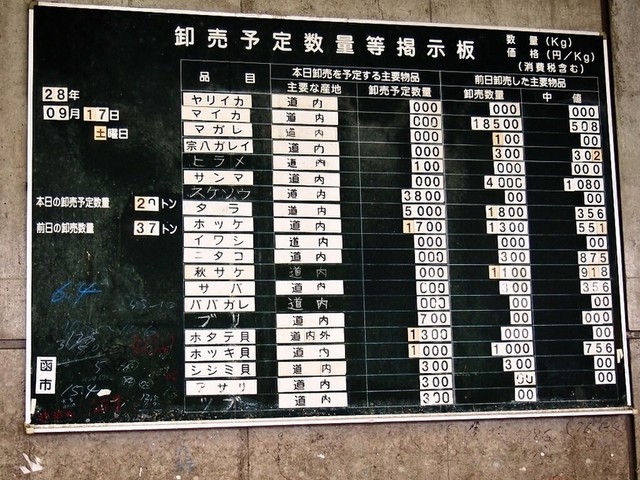 卸売予定数量等掲示板
数量(Kg)
価格(円/Kg)
(消費税含む)
28年
09月17日
土曜日
本日の卸売予定数量 トン
前日の卸売数量 37トン
函市
品目 本日卸売を予定する主要物品 前日卸売した主要物品
主要な産地 卸売予定数量 卸売数量 中値
ヤリイカ 道内 000 000 000
マイカ 道内 000 18500 508
マガレ 道内 000 100 00
宗八ガレイ 道内 000 300 302
ヒラメ 道内 100
サンマ 道内 000 4000 1080
スケソウ 道内 3800 00 00
タラ 道内 5000 1800 356
ホッケ 道内 1700 1300 551
イワシ 道内 000 00 00
道内 000 300 875
秋サケ 道内 000 1100 918
サバ 道内 000 300 356
ババガレ 道内 000 00 00
ブリ 道内 700 00 00
ホタテ貝 道内外 1300 000 00
ホツキ貝 道内 1000 1000 756
シジミ貝 道内 300 300 00
アサリ 道内 300 00 00
ツブ 道内 300